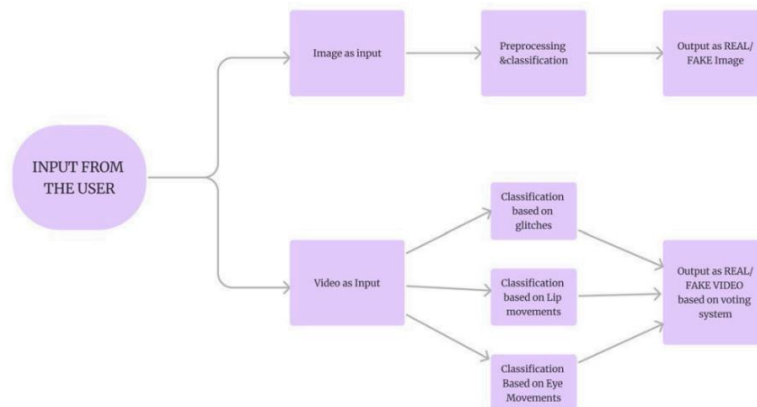 INPUT FROM
THE USER
Image as input
Preprocessing
&classification
Output as REAL/
FAKE Image
Video as Input
Classification
based on
glitches
Classification
based on Lip
movements
Classification
Based on Eye
Movements
Output as REAL/
FAKE VIDEO
based on voting
system